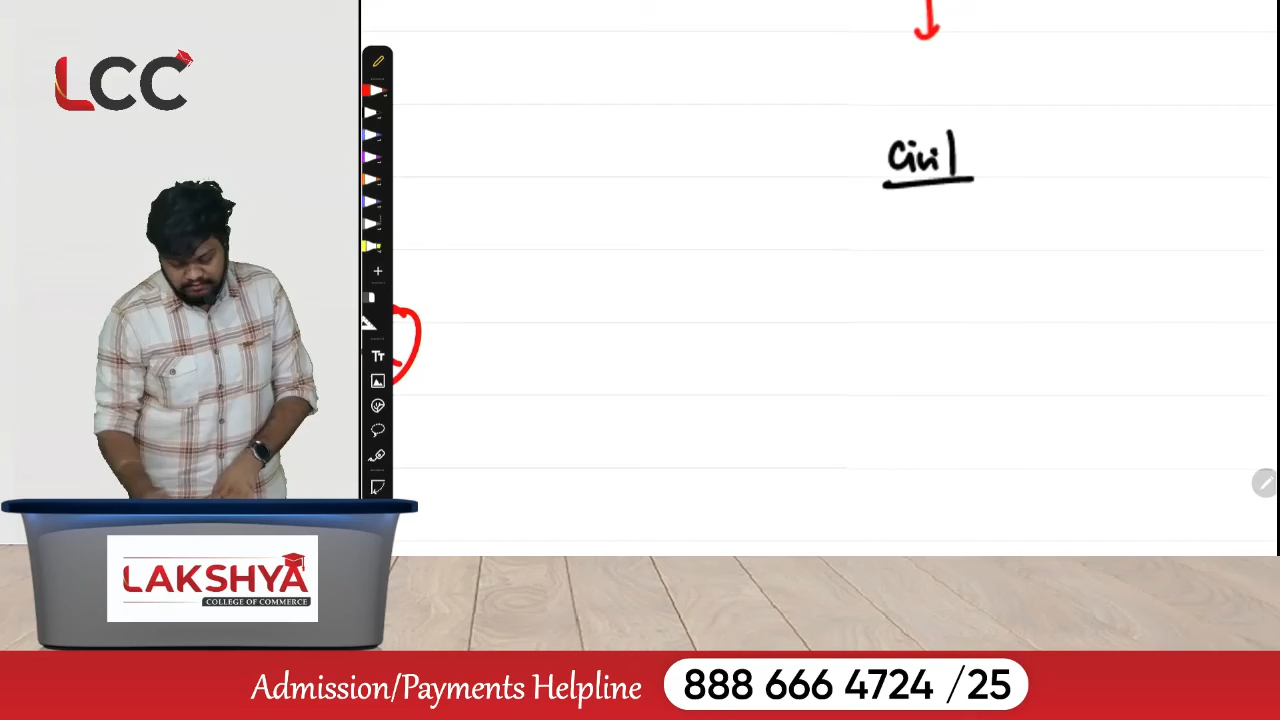 LCC
Civil
LAKSHYA
COLLEGE OF COMMERCE
Admission/Payments Helpline 888 666 4724 /25